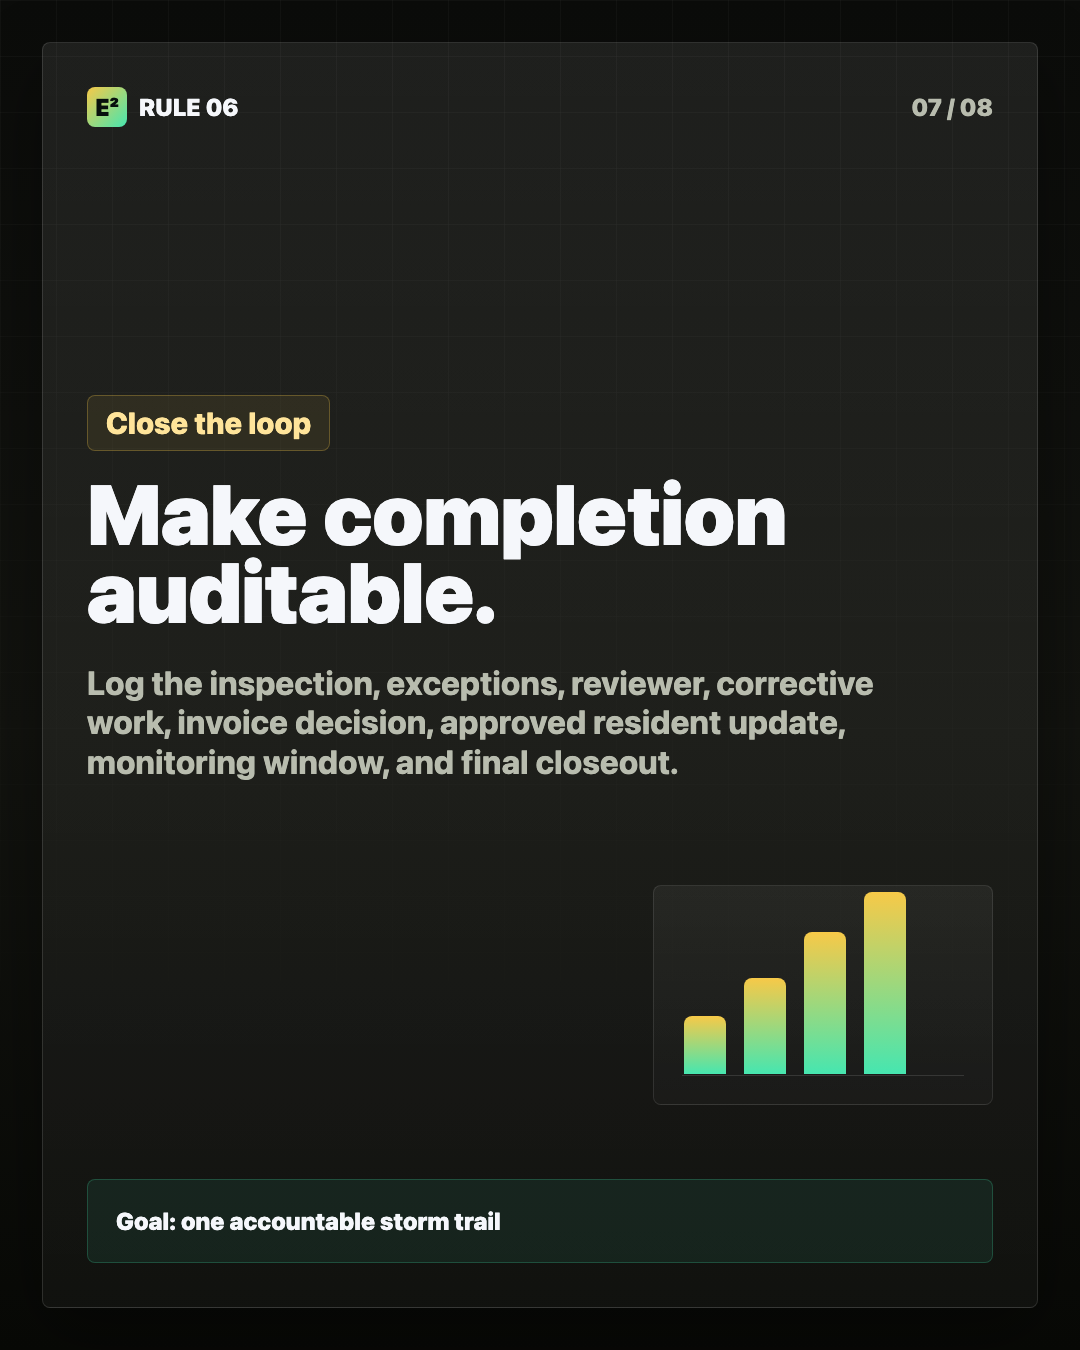 E² RULE 06
07 / 08
Close the loop
Make completion
auditable.
Log the inspection, exceptions, reviewer, corrective
work, invoice decision, approved resident update,
monitoring window, and final closeout.
Goal: one accountable storm trail